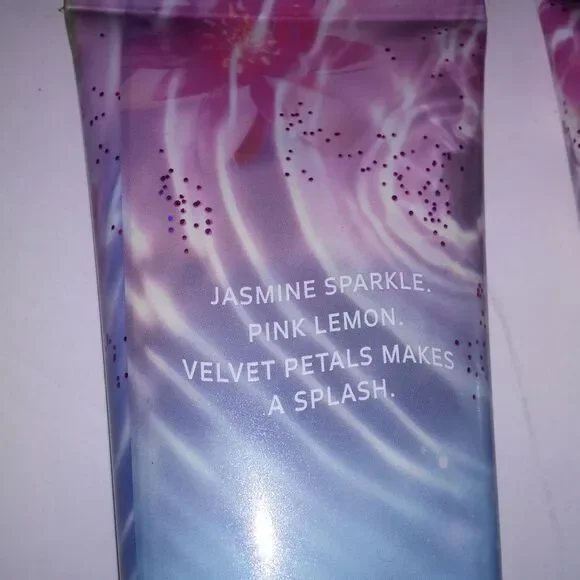 JASMINE SPARKLE.
PINK LEMON.
VELVET PETALS MAKES
A SPLASH.